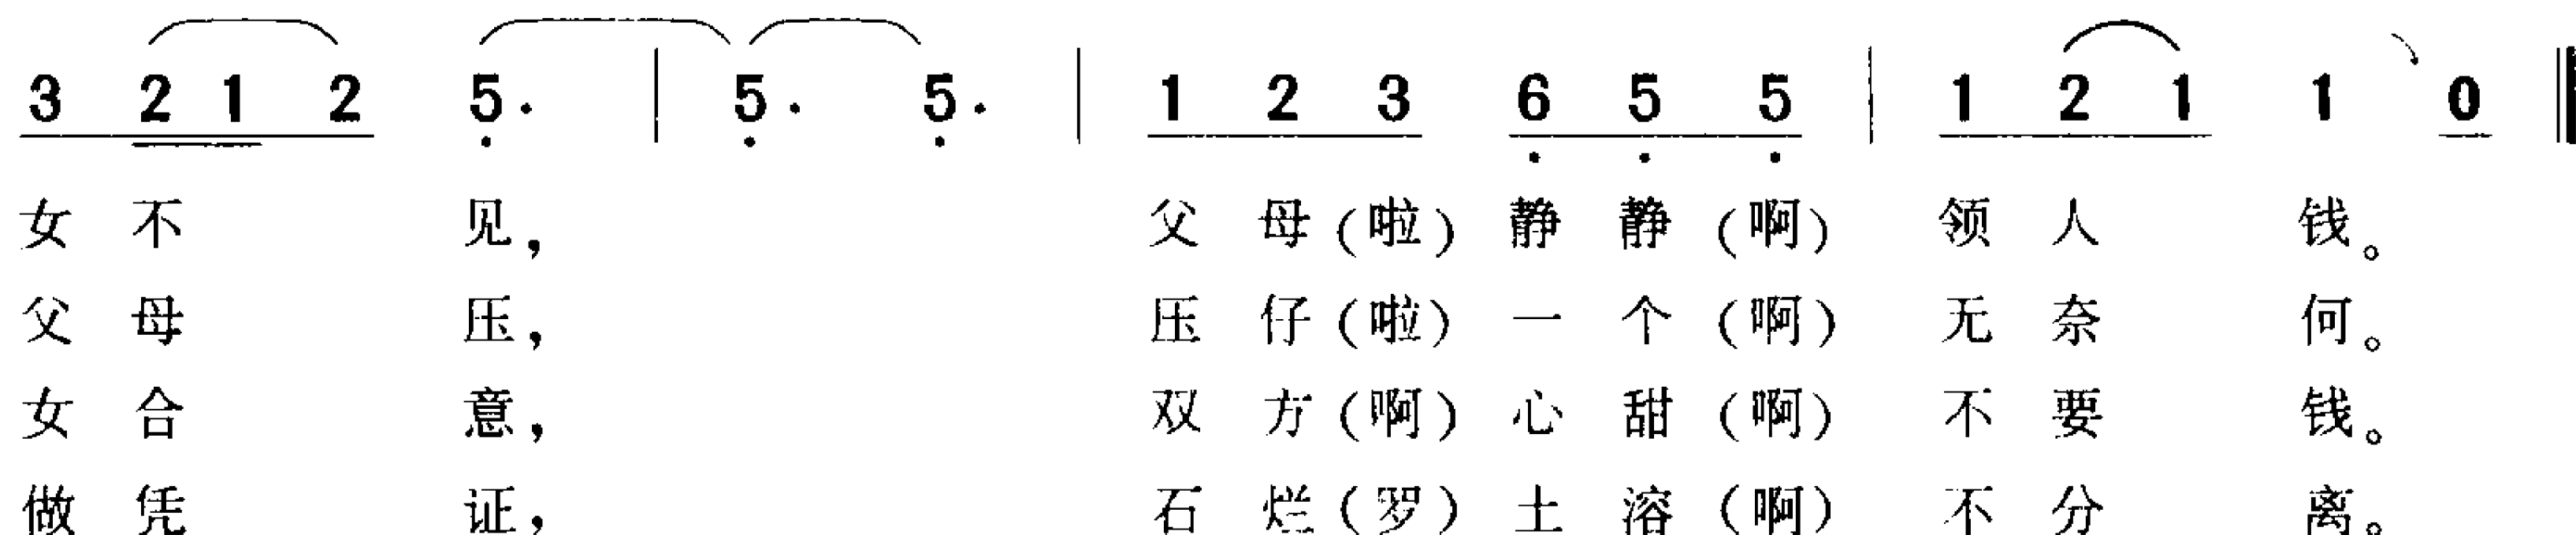 3 2 1 2 5. | 5. 5. | 1 2 3 6 5 5 | 1 2 1 1 0 ‖
女 不 见， 父 母（啦）静 静（啊） 领 人 钱。
父 母 压， 压 仔（啦）一 个（啊） 无 奈 何。
女 合 意， 双 方（啊）心 甜（啊） 不 要 钱。
做 凭 证， 石 烂（罗）土 溶（啊） 不 分 离。